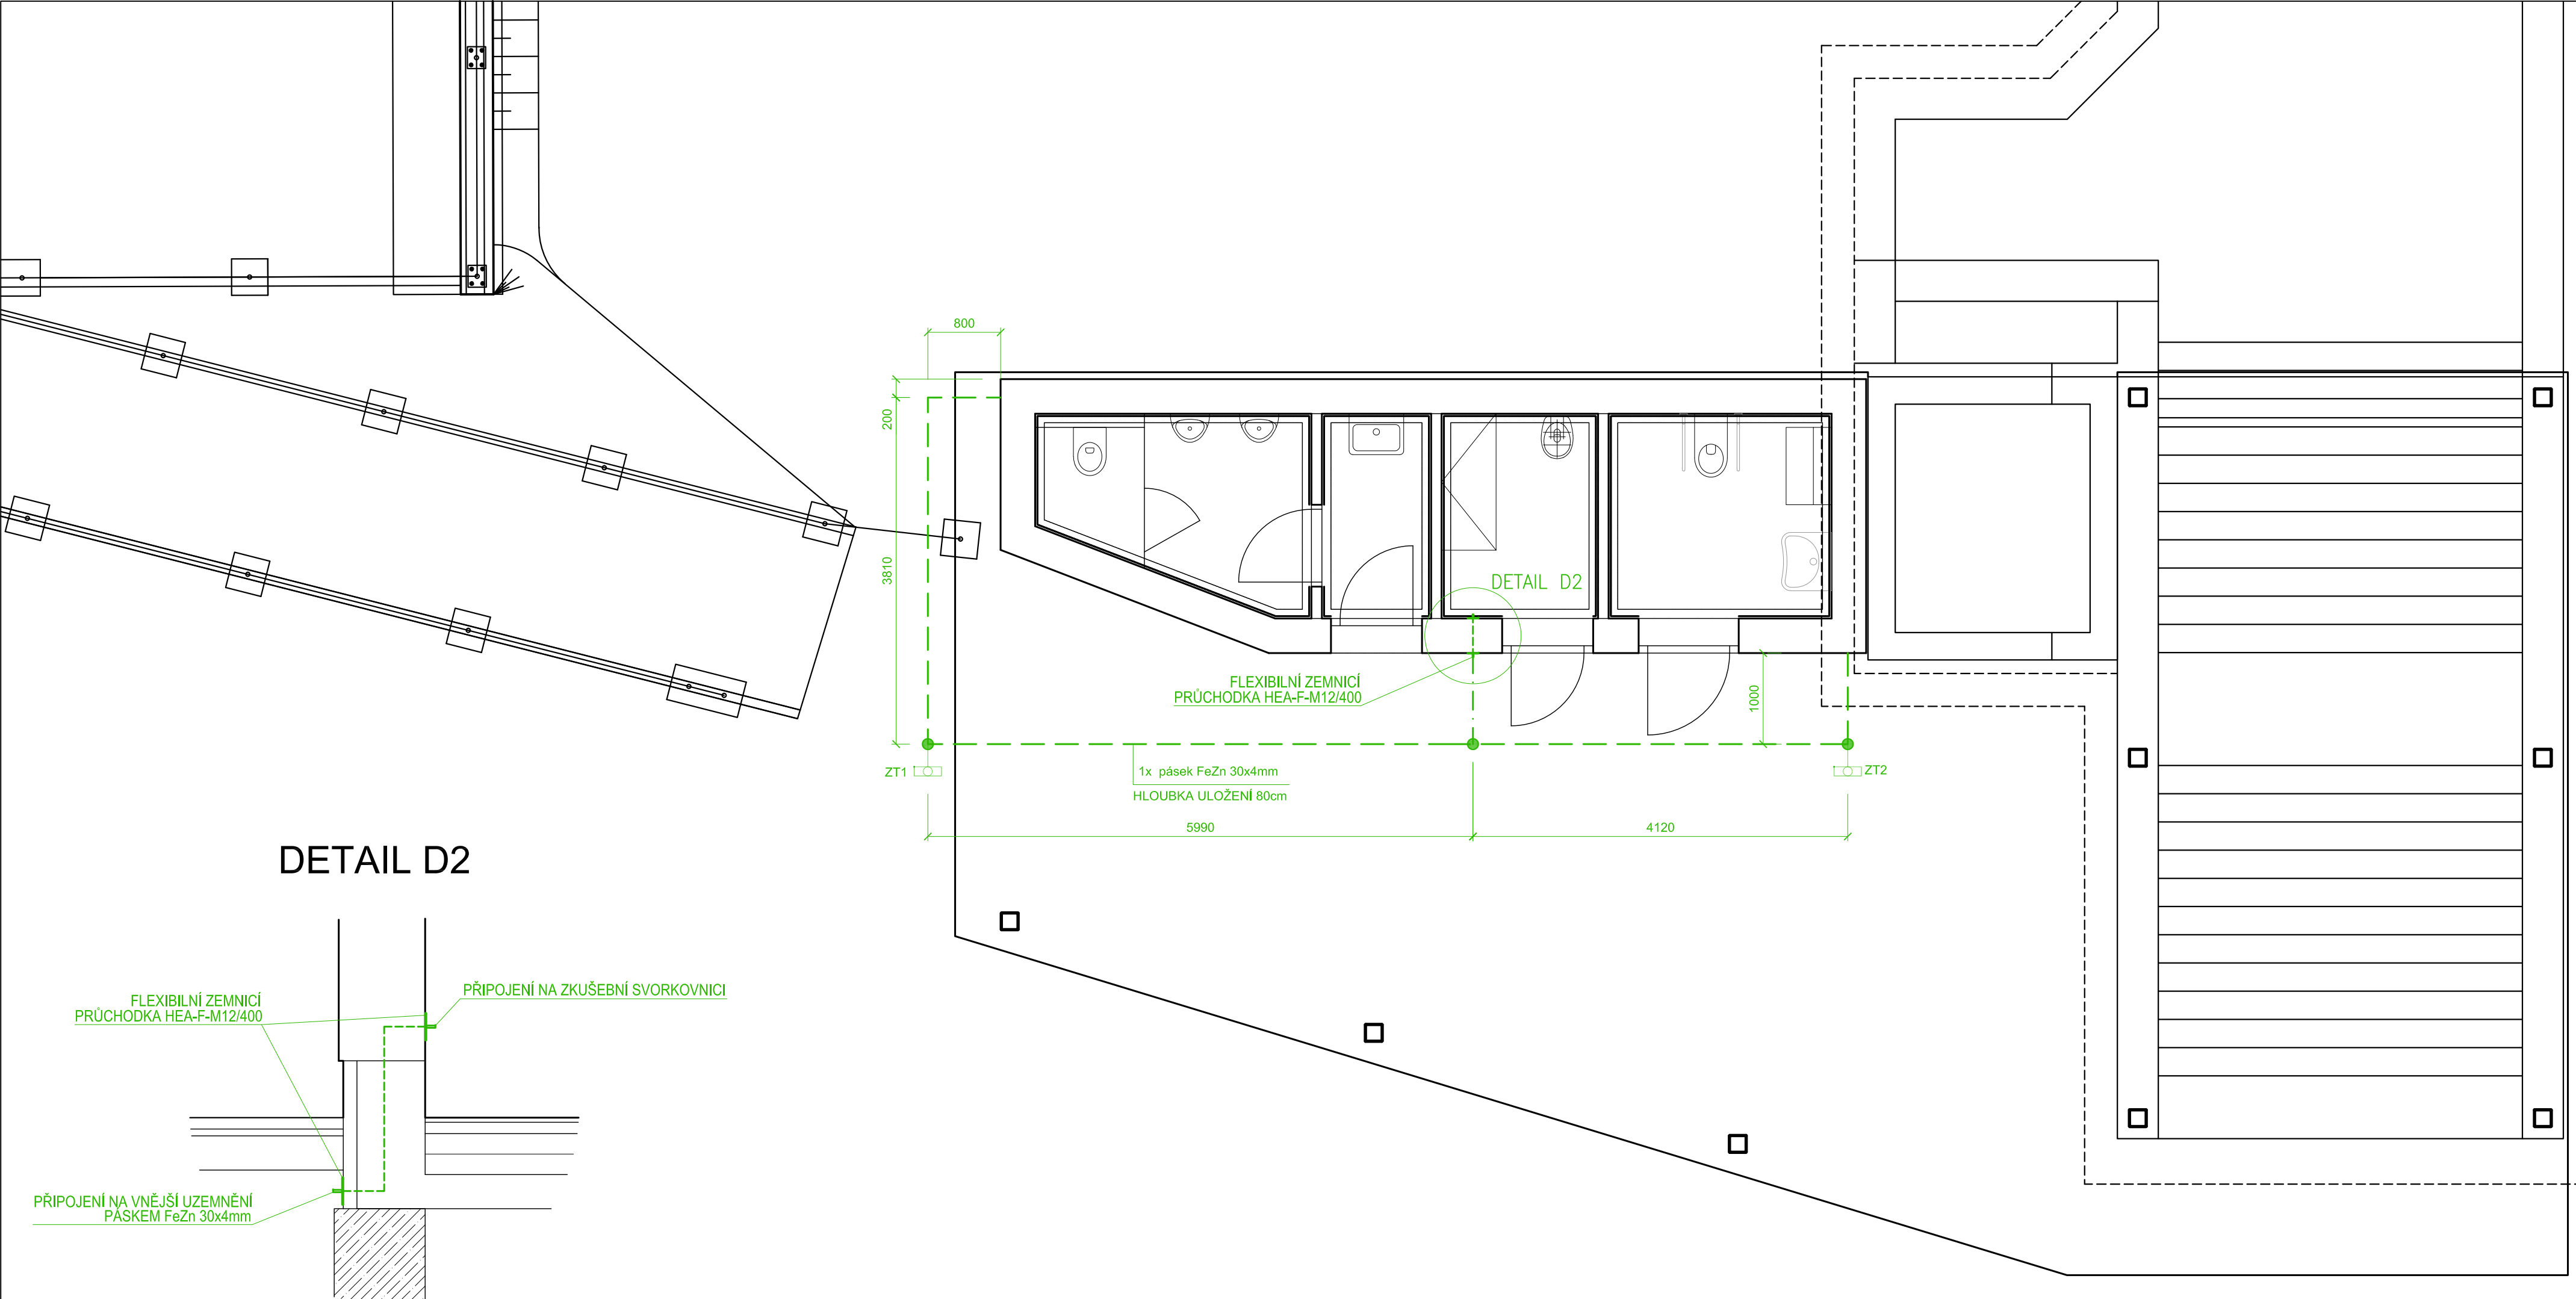 800
200
3810
DETAIL D2
FLEXIBILNÍ ZEMNICÍ
PRŮCHODKA HEA-F-M12/400
1000
ZT1
1x pásek FeZn 30x4mm
HLOUBKA ULOŽENÍ 80cm
ZT2
5990
4120
DETAIL D2
FLEXIBILNÍ ZEMNICÍ
PRŮCHODKA HEA-F-M12/400
PŘIPOJENÍ NA ZKUŠEBNÍ SVORKOVNICI
PŘIPOJENÍ NA VNĚJŠÍ UZEMNĚNÍ
PÁSKEM FeZn 30x4mm